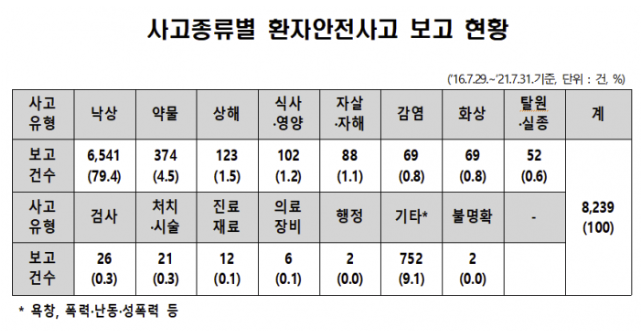 사고종류별 환자안전사고 보고 현황
('16.7.29.~'21.7.31.기준, 단위 : 건, %)
사고 유형 낙상 약물 상해 식사·영양 자살·자해 감염 화상 탈원·실종 계
보고 건수 6,541 (79.4) 374 (4.5) 123 (1.5) 102 (1.2) 88 (1.1) 69 (0.8) 69 (0.8) 52 (0.6) 8,239 (100)
사고 유형 검사 처치·시술 진료 재료 의료 장비 행정 기타* 불명확 -
보고 건수 26 (0.3) 21 (0.3) 12 (0.1) 6 (0.1) 2 (0.0) 752 (9.1) 2 (0.0)
* 욕창, 폭력·난동·성폭력 등